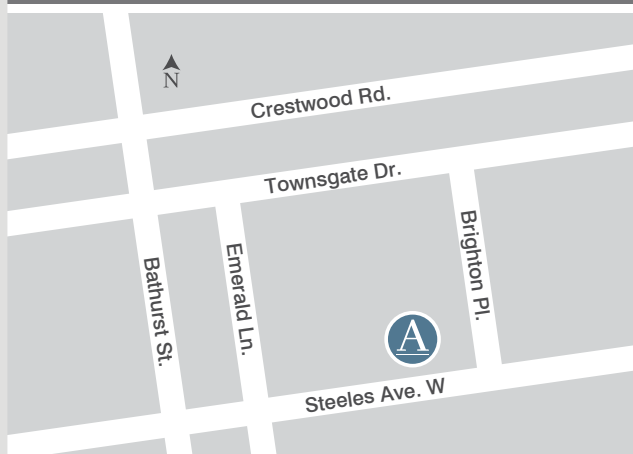 N
Crestwood Rd.
Townsgate Dr.
Bathurst St.
Emerald Ln.
Brighton Pl.
A
Steeles Ave. W